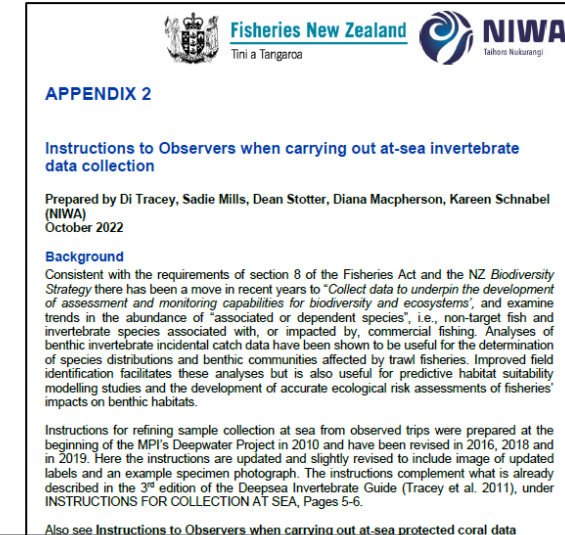 Fisheries New Zealand
Tini a Tangaroa
NIWA
Taihoro Nukurangi
APPENDIX 2
Instructions to Observers when carrying out at-sea invertebrate
data collection
Prepared by Di Tracey, Sadie Mills, Dean Stotter, Diana Macpherson, Kareen Schnabel
(NIWA)
October 2022
Background
Consistent with the requirements of section 8 of the Fisheries Act and the NZ Biodiversity
Strategy there has been a move in recent years to “Collect data to underpin the development
of assessment and monitoring capabilities for biodiversity and ecosystems’, and examine
trends in the abundance of “associated or dependent species”, i.e., non-target fish and
invertebrate species associated with, or impacted by, commercial fishing. Analyses of
benthic invertebrate incidental catch data have been shown to be useful for the determination
of species distributions and benthic communities affected by trawl fisheries. Improved field
identification facilitates these analyses but is also useful for predictive habitat suitability
modelling studies and the development of accurate ecological risk assessments of fisheries’
impacts on benthic habitats.
Instructions for refining sample collection at sea from observed trips were prepared at the
beginning of the MPI’s Deepwater Project in 2010 and have been revised in 2016, 2018 and
in 2019. Here the instructions are updated and slightly revised to include image of updated
labels and an example specimen photograph. The instructions complement what is already
described in the 3rd edition of the Deepsea Invertebrate Guide (Tracey et al. 2011), under
INSTRUCTIONS FOR COLLECTION AT SEA, Pages 5-6.
Also see Instructions to Observers when carrying out at-sea protected coral data